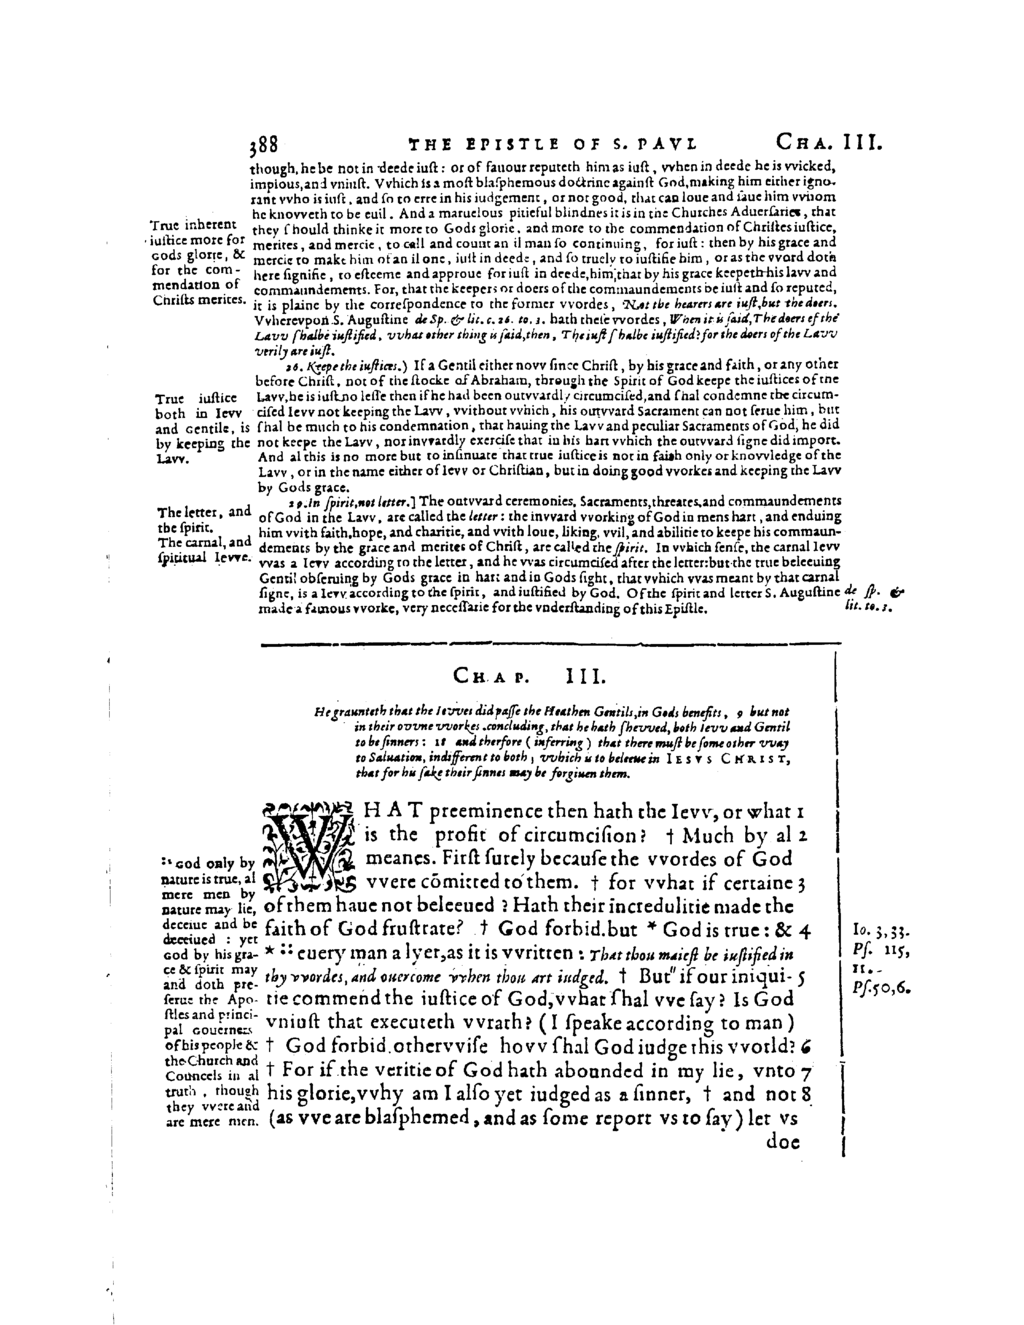 388 THE EPISTLE OF S. PAVL CHA. III.
though, he be not in deede iuſt : or of fauour reputeth him as iuſt, vvhen in deede he is vvicked,
impious, and vniuſt. Vvhich is a moſt blaſphemous doctrine againſt God, making him either igno-
rant vvho is iuſt, and ſo to erre in his iudgement, or not good, that can loue and ſaue him vvhom
he knovveth to be euil. And a maruelous pitieful blindnes it is in the Churches Aduerſaries, that
they ſhould thinke it more to Gods glorie, and more to the commendation of Chriſtes iuſtice,
merites, and mercie, to call and count an il man ſo continuing, for iuſt : then by his grace and
mercie to make him of an il one, iuſt in deede, and ſo truely to iuſtifie him, or as the vvord doth
here ſignifie, to eſteeme and approue for iuſt in deede, him, that by his grace keepeth his lavv and
commaundements. For, that the keepers or doers of the commaundements be iuſt and ſo reputed,
it is plaine by the correſpondence to the former vvordes, Not the hearers are iuſt, but the doers.
Vvherevpon S. Auguſtine de Sp. & lit. c. 26. to. 3. hath theſe vvordes, When it is ſaid, The doers of the
Lavv ſhalbe iuſtified, vvhat other thing is ſaid, then, The iuſt ſhalbe iuſtified? for the doers of the Lavv
verily are iuſt.
True inherent
iuſtice more for
Gods glorie, &
for the com-
mendation of
Chriſts merites.
26. Keepe the iuſtices.) If a Gentil either novv ſince Chriſt, by his grace and faith, or any other
before Chriſt, not of the ſtocke of Abraham, through the Spirit of God keepe the iuſtices of the
Lavv, he is iuſt no leſſe then if he had been outvvardly circumciſed, and ſhal condemne the circum-
ciſed Ievv not keeping the Lavv, vvithout vvhich, his outvvard Sacrament can not ſerue him, but
ſhal be much to his condemnation, that hauing the Lavv and peculiar Sacraments of God, he did
not keepe the Lavv, nor invvardly exerciſe that in his hart vvhich the outvvard ſigne did import.
And al this is no more but to inſinuate that true iuſtice is not in faith only or knovvledge of the
Lavv, or in the name either of Ievv or Chriſtian, but in doing good vvorkes and keeping the Lavv
by Gods grace.
True iuſtice
both in Ievv
and Gentile, is
by keeping the
Lavv.
29. In ſpirit, not letter.] The outvvard ceremonies, Sacraments, threates, and commaundements
of God in the Lavv, are called the letter : the invvard vvorking of God in mens hart, and enduing
him vvith faith, hope, and charitie, and vvith loue, liking, vvil, and abilitie to keepe his commaun-
dements by the grace and merites of Chriſt, are called the ſpirit. In vvhich ſenſe, the carnal Ievv
vvas a Ievv according to the letter, and he vvas circumciſed after the letter: but the true beleeuing
Gentil obſeruing by Gods grace in hart and in Gods ſight, that vvhich vvas meant by that carnal
ſigne, is a Ievv according to the ſpirit, and iuſtified by God. Of the ſpirit and letter S. Auguſtine
made a famous vvorke, very neceſſarie for the vnderſtanding of this Epiſtle.
The letter, and
the ſpirit.
The carnal, and
ſpiritual Ievve.
de ſp. &
lit. to. 3.
CHAP. III.
He graunteth that the Ievves did paſſe the Heathen Gentils, in Gods benefits, 9 but not
in their ovvne vvorkes. concluding, that he hath ſhevved, both Ievv and Gentil
to be ſinners : 21 and therfore ( inferring ) that there muſt be ſome other vvay
to Saluation, indifferent to both, vvhich is to beleeue in IESVS CHRIST,
that for his ſake their ſinnes may be forgiuen them.
WHAT preeminence then hath the Ievv, or what 1
is the profit of circumciſion? † Much by al 2
meanes. Firſt ſurely becauſe the vvordes of God
vvere cōmitted to them. † for vvhat if certaine 3
of them haue not beleeued ? Hath their incredulitie made the
faith of God fruſtrate? † God forbid. but * God is true : & 4
* :: euery man a lyer, as it is vvritten : That thou maieſt be iuſtified in
thy vvordes, and ouercome vvhen thou art iudged. † But " if our iniqui- 5
tie commend the iuſtice of God, vvhat ſhal vve ſay? Is God
vniuſt that executeth vvrath? ( I ſpeake according to man )
† God forbid. othervviſe hovv ſhal God iudge this vvorld? 6
† For if the veritie of God hath abounded in my lie, vnto 7
his glorie, vvhy am I alſo yet iudged as a ſinner, † and not 8
(as vve are blaſphemed, and as ſome report vs to ſay) let vs
doe
:: God only by
nature is true, al
mere men by
nature may lie,
deceiue and be
deceiued : yet
God by his gra-
ce & ſpirit may
and doth pre-
ſerue the Apo-
ſtles and princi-
pal Gouerners
of his people &
the Church and
Councels in al
truth, though
they vvere and
are mere men.
Io. 3,33.
Pſ. 115,
11.
Pſ. 50,6.